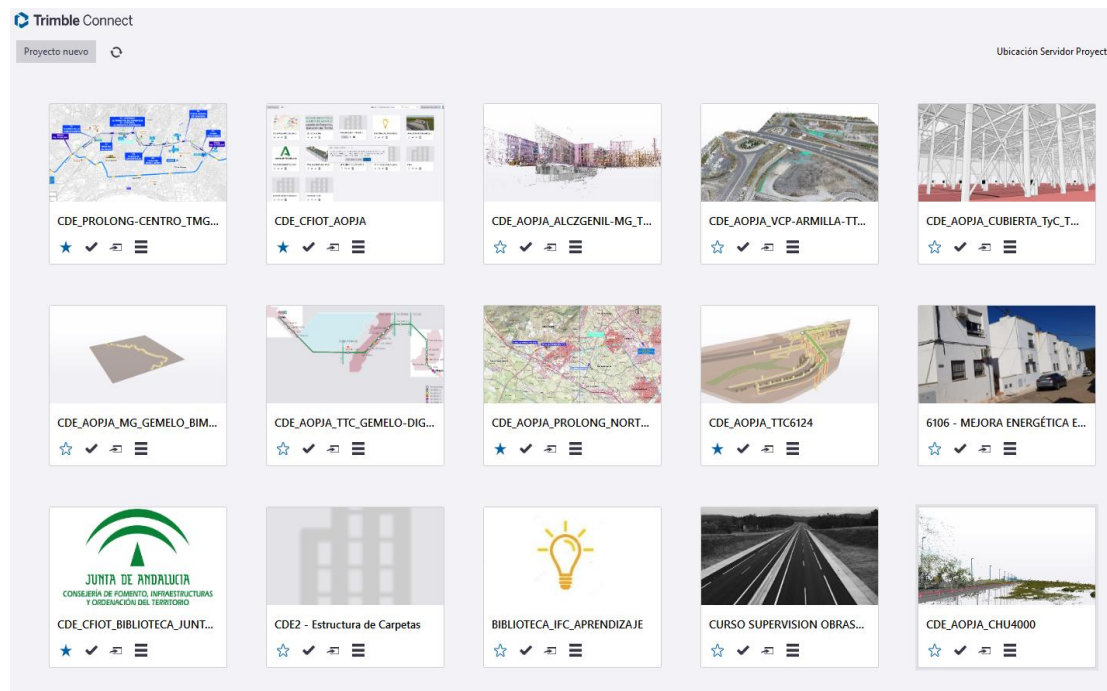 Trimble Connect
Proyecto nuevo
Ubicación Servidor Proyect
CDE_PROLONG-CENTRO_TMG...
CDE_CFIOT_AOPJA
CDE_AOPJA_ALCZGENIL-MG_T...
CDE_AOPJA_VCP-ARMILLA-TT...
CDE_AOPJA_CUBIERTA_TyC_T...
CDE_AOPJA_MG_GEMELO_BIM...
CDE_AOPJA_TTC_GEMELO-DIG...
CDE_AOPJA_PROLONG_NORT...
CDE_AOPJA_TTC6124
6106 - MEJORA ENERGÉTICA E...
JUNTA DE ANDALUCIA
CONSEJERÍA DE FOMENTO, INFRAESTRUCTURAS
Y ORDENACIÓN DEL TERRITORIO
CDE_CFIOT_BIBLIOTECA_JUNT...
CDE2 - Estructura de Carpetas
BIBLIOTECA_IFC_APRENDIZAJE
CURSO SUPERVISION OBRAS...
CDE_AOPJA_CHU4000